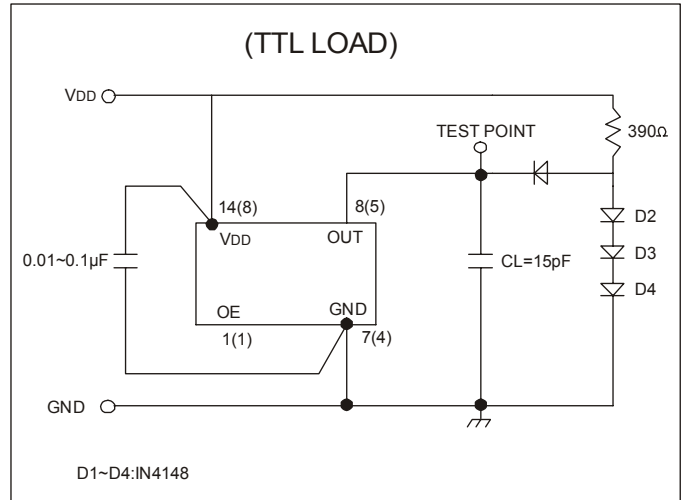 (TTL LOAD)
VDD
TEST POINT
390Ω
14(8)
8(5)
VDD
OUT
D2
0.01~0.1µF
CL=15pF
D3
D4
OE
GND
1(1)
7(4)
GND
D1~D4:IN4148